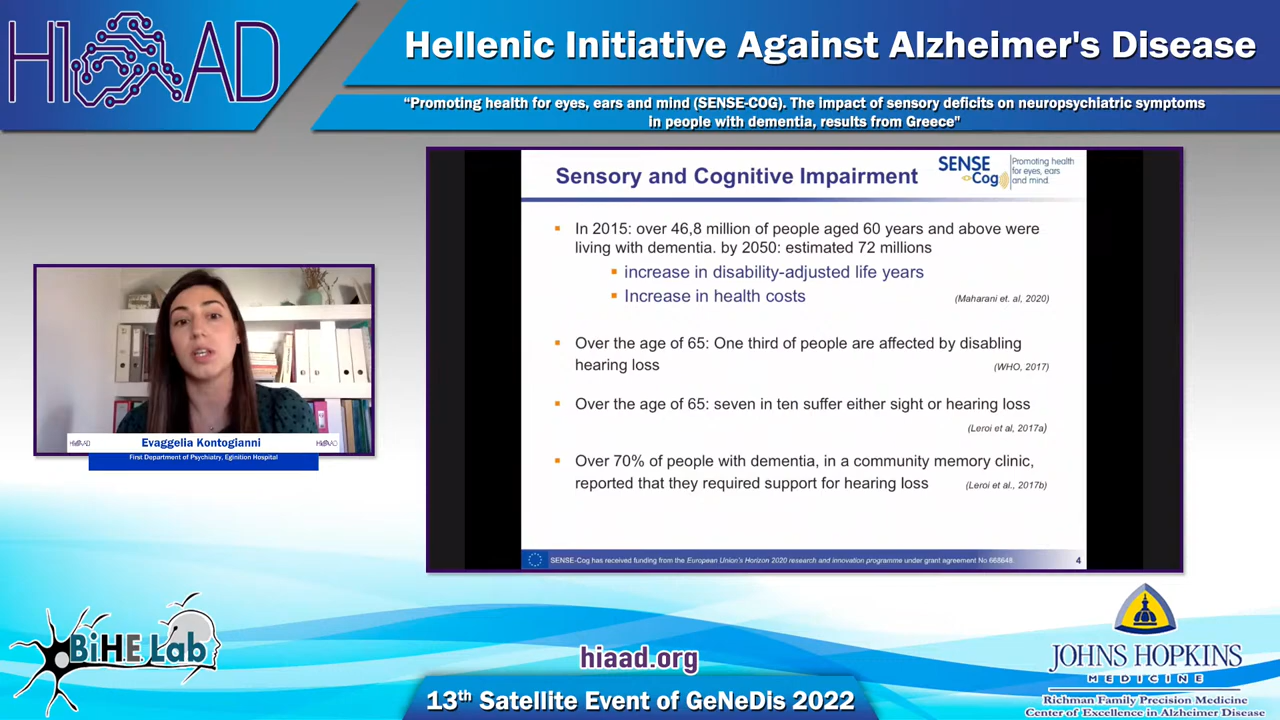 HIAAD
Hellenic Initiative Against Alzheimer's Disease
“Promoting health for eyes, ears and mind (SENSE-COG). The impact of sensory deficits on neuropsychiatric symptoms
in people with dementia, results from Greece”
Sensory and Cognitive Impairment
SENSE
Cog
Promoting health
for eyes, ears
and mind.
In 2015: over 46,8 million of people aged 60 years and above were
living with dementia. by 2050: estimated 72 millions
increase in disability-adjusted life years
Increase in health costs
(Maharani et. al, 2020)
Over the age of 65: One third of people are affected by disabling
hearing loss
(WHO, 2017)
Over the age of 65: seven in ten suffer either sight or hearing loss
(Leroi et al, 2017a)
Over 70% of people with dementia, in a community memory clinic,
reported that they required support for hearing loss
(Leroi et al., 2017b)
SENSE-Cog has received funding from the European Union's Horizon 2020 research and innovation programme under grant agreement No 668648
4
HIAAD
Evaggelia Kontogianni
HIAAD
First Department of Psychiatry, Eginition Hospital
BiHE Lab
hiaad.org
13th Satellite Event of GeNeDis 2022
JOHNS HOPKINS
MEDICINE
Richman Family Precision Medicine
Center of Excellence in Alzheimer Disease